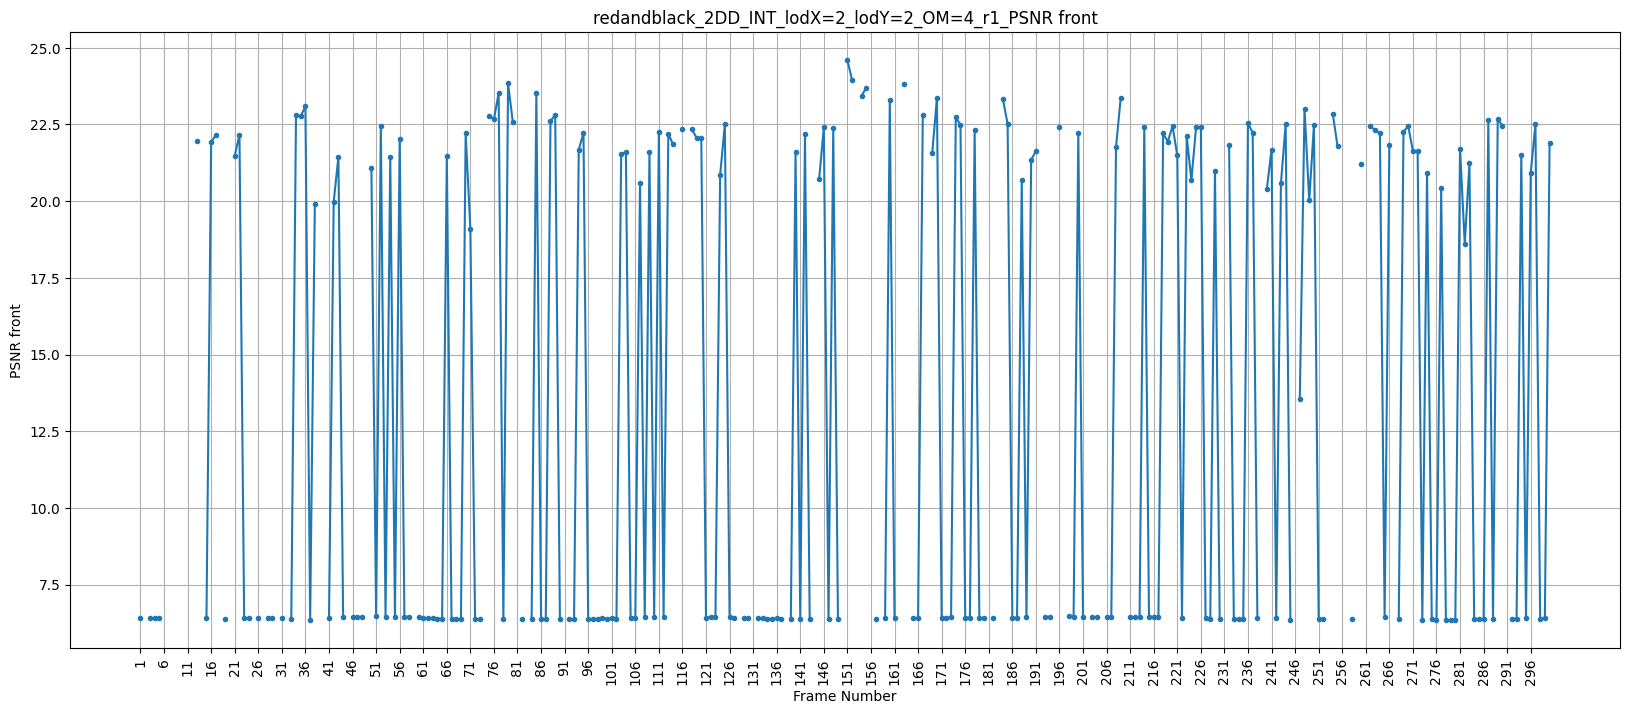 redandblack_2DD_INT_lodX=2_lodY=2_OM=4_r1_PSNR front
25.0
22.5
20.0
17.5
15.0
12.5
10.0
7.5
PSNR front
1 6 11 16 21 26 31 36 41 46 51 56 61 66 71 76 81 86 91 96 101 106 111 116 121 126 131 136 141 146 151 156 161 166 171 176 181 186 191 196 201 206 211 216 221 226 231 236 241 246 251 256 261 266 271 276 281 286 291 296
Frame Number